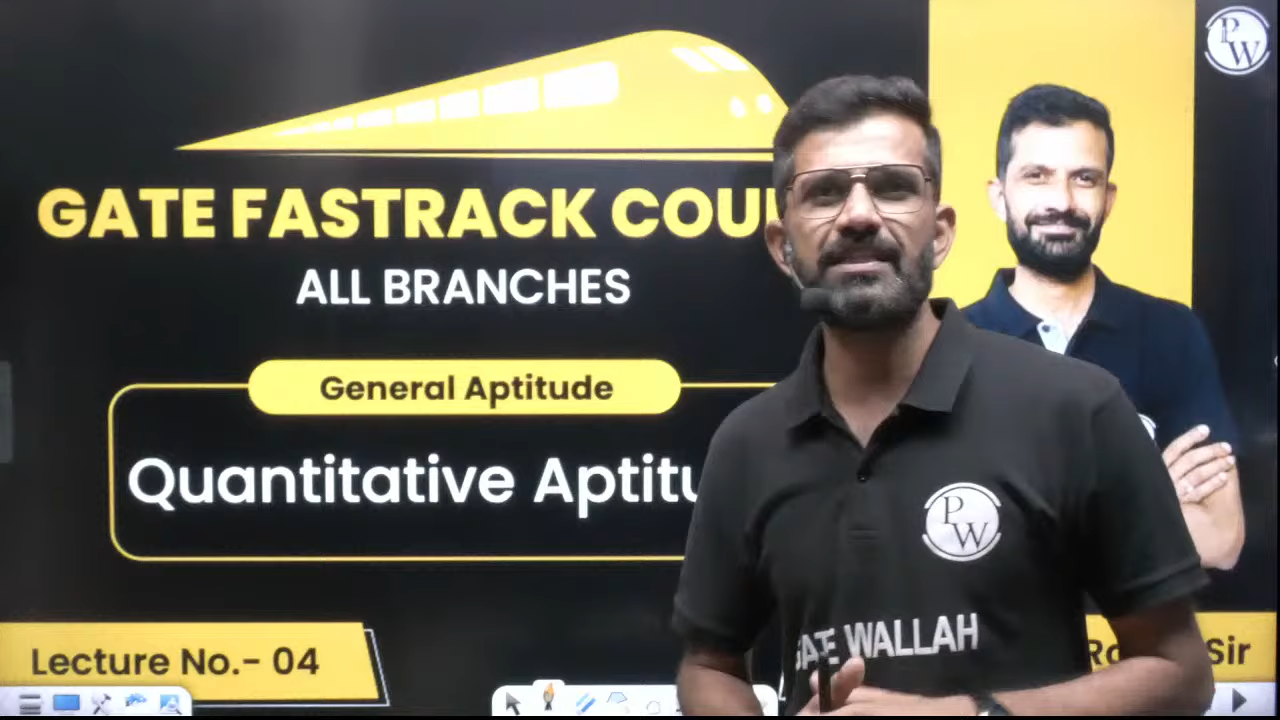 PW
GATE FASTRACK COU
ALL BRANCHES
General Aptitude
Quantitative Aptitu
PW
GATE WALLAH
Lecture No.- 04
Sir